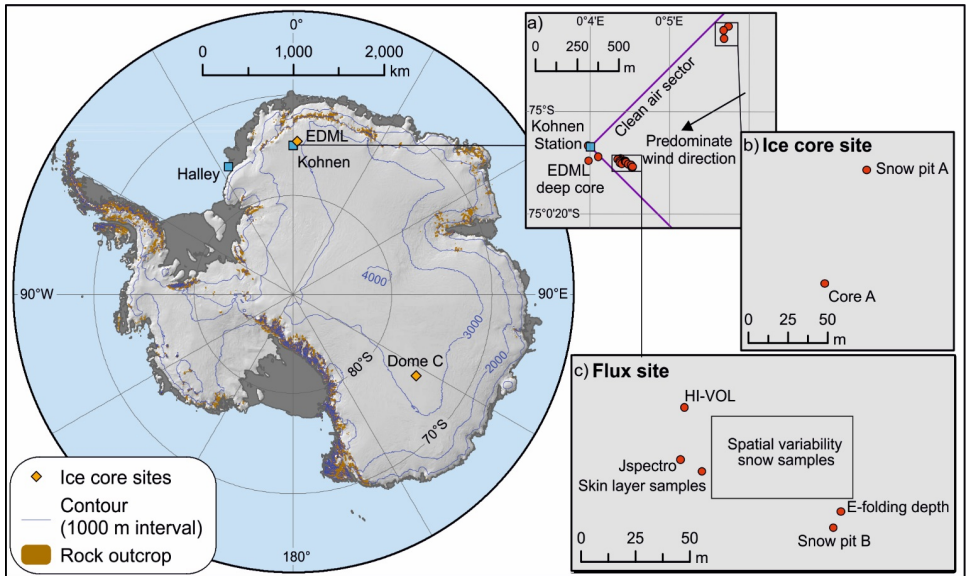 0°
0 1,000 2,000
km
EDML
Kohnen
Halley
90°W
90°E
4000
3000
2000
Dome C
80°S
70°S
180°
Ice core sites
Contour
(1000 m interval)
Rock outcrop
a)
0°4'E 0°5'E
0 250 500
m
Clean air sector
75°S
Kohnen
Station
Predominate
wind direction
EDML
deep core
75°0'20"S
b) Ice core site
Snow pit A
Core A
0 25 50
m
c) Flux site
HI-VOL
Spatial variability
snow samples
Jspectro
Skin layer samples
E-folding depth
Snow pit B
0 25 50
m